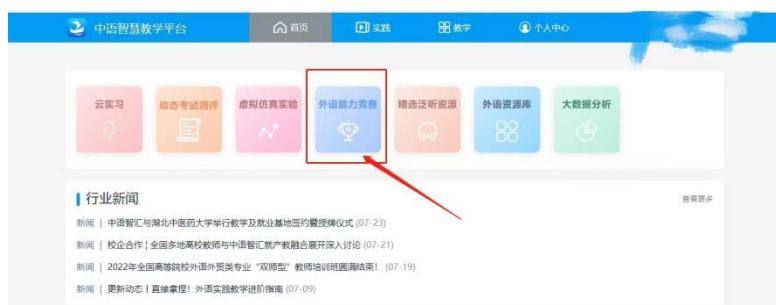 中语智慧教学平台 首页 实践 教学 个人中心
云实习 动态考试测评 虚拟仿真实验 外语能力竞赛 精选泛听资源 外语资源库 大数据分析
行业新闻 查看更多
新闻 | 中语智汇与湖北中医药大学举行教学及就业基地签约暨授牌仪式 (07-23)
新闻 | 校企合作 ¦ 全国多地高校教师与中语智汇就产教融合展开深入讨论 (07-21)
新闻 | 2022年全国高等院校外语外贸类专业“双师型”教师培训班圆满结束! (07-19)
新闻 | 更新动态丨直接拿捏!外语实践教学进阶指南 (07-09)